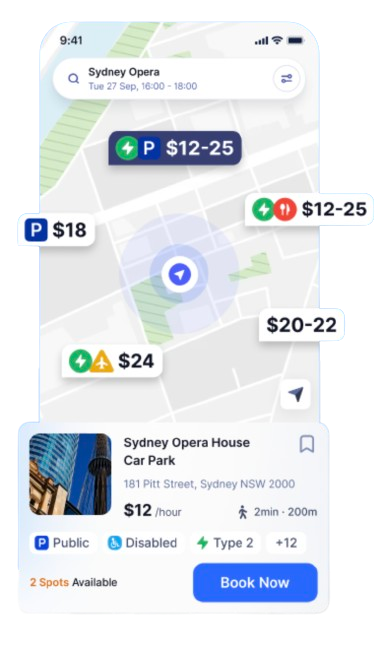 9:41
Sydney Opera
Tue 27 Sep, 16:00 - 18:00
P $12-25
$12-25
P $18
$20-22
$24
Sydney Opera House
Car Park
181 Pitt Street, Sydney NSW 2000
$12 /hour 2min · 200m
P Public Disabled Type 2 +12
2 Spots Available Book Now